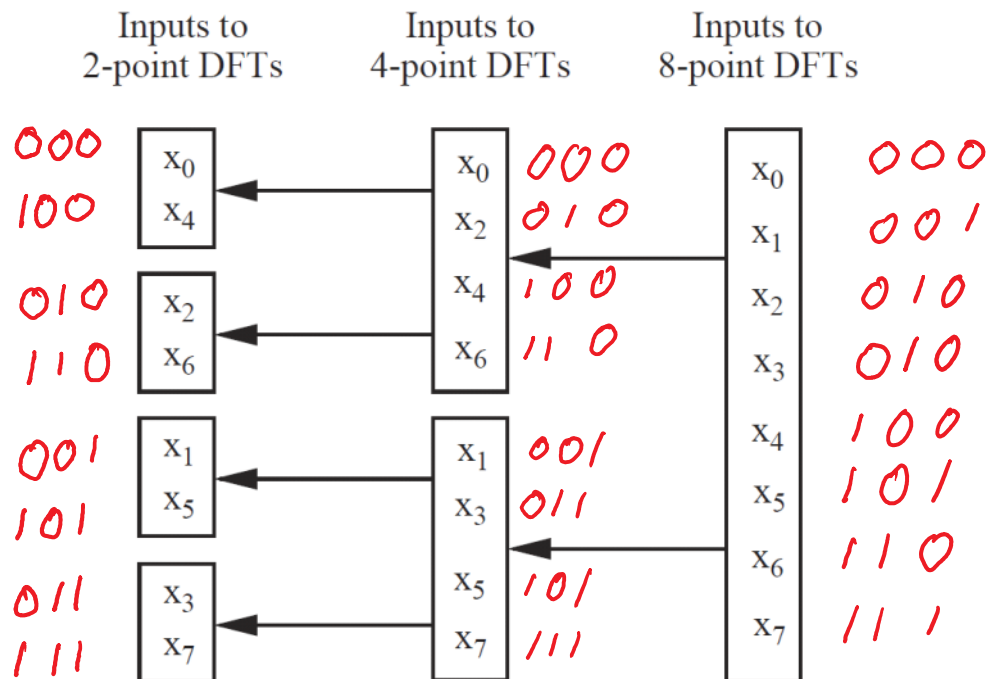 Inputs to Inputs to Inputs to
2-point DFTs 4-point DFTs 8-point DFTs
000 x0 x0 000 x0 000
100 x4 x2 010 x1 001
010 x2 x4 100 x2 010
110 x6 x6 110 x3 010
001 x1 x1 001 x4 100
101 x5 x3 011 x5 101
011 x3 x5 101 x6 110
111 x7 x7 111 x7 111